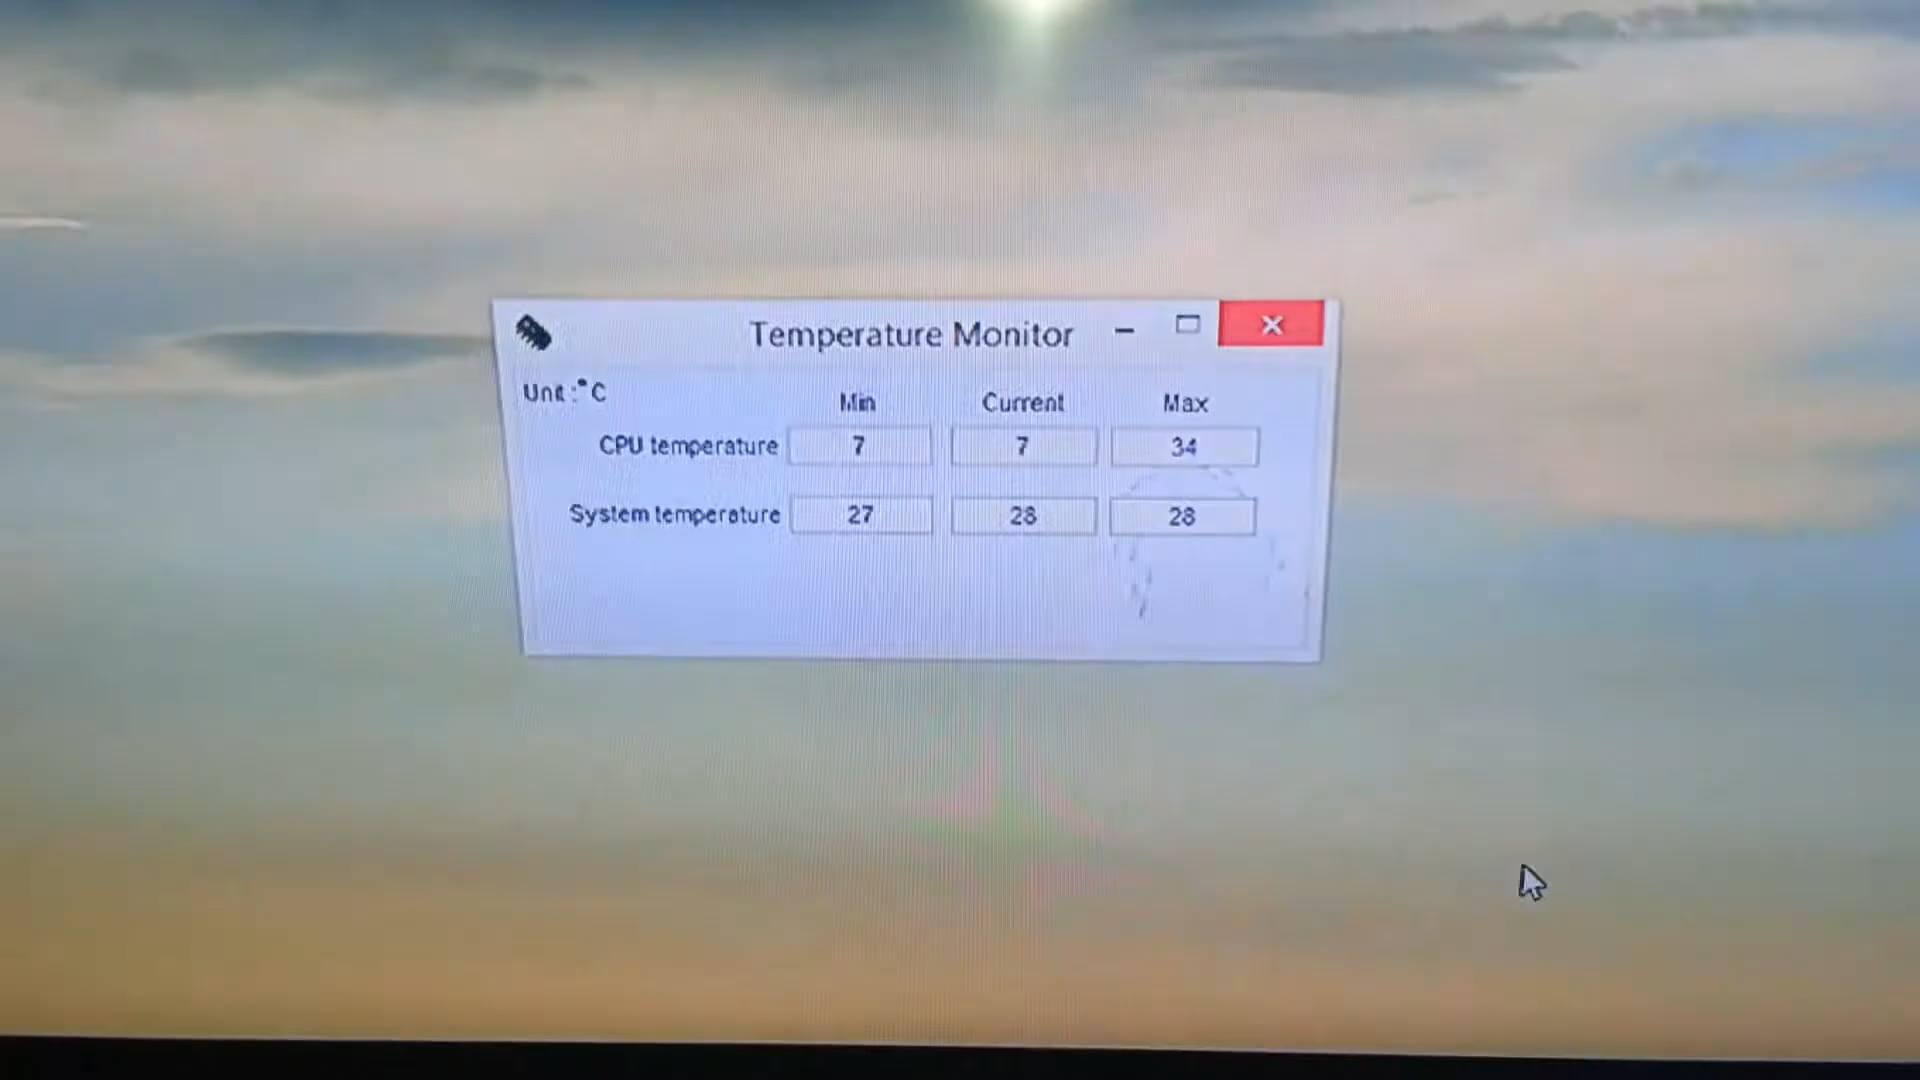 Temperature Monitor
Unit :°C
Min Current Max
CPU temperature 7 7 34
System temperature 27 28 28